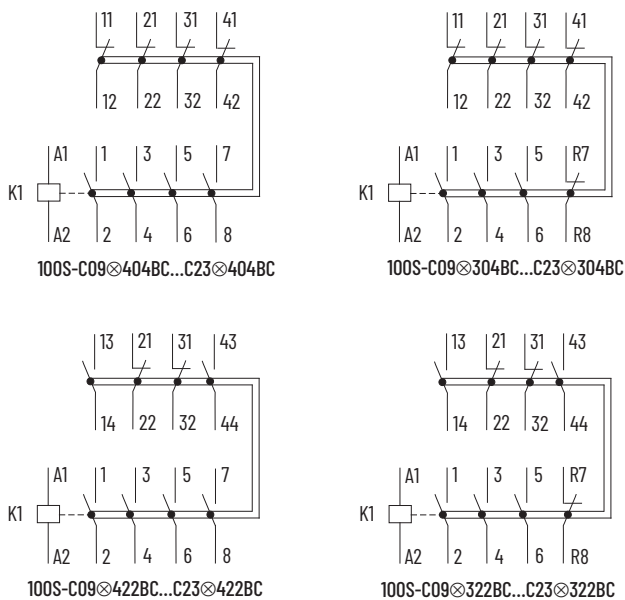 11 21 31 41
12 22 32 42
A1 1 3 5 7
K1
A2 2 4 6 8
100S-C09⊗404BC...C23⊗404BC
11 21 31 41
12 22 32 42
A1 1 3 5 R7
K1
A2 2 4 6 R8
100S-C09⊗304BC...C23⊗304BC
13 21 31 43
14 22 32 44
A1 1 3 5 7
K1
A2 2 4 6 8
100S-C09⊗422BC...C23⊗422BC
13 21 31 43
14 22 32 44
A1 1 3 5 R7
K1
A2 2 4 6 R8
100S-C09⊗322BC...C23⊗322BC